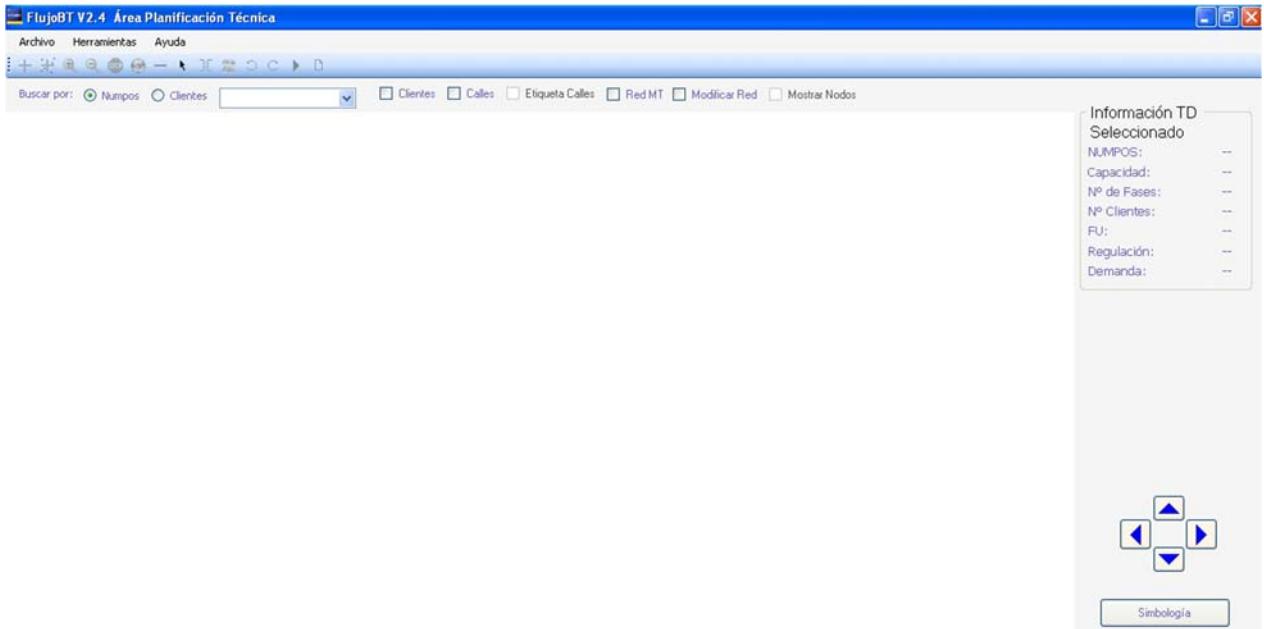 FlujoBT V2.4 Área Planificación Técnica
Archivo Herramientas Ayuda
Buscar por: Numpos Clientes Clientes Calles Etiqueta Calles Red MT Modificar Red Mostrar Nodos
Información TD
Seleccionado
NUMPOS: --
Capacidad: --
Nº de Fases: --
Nº Clientes: --
FU: --
Regulación: --
Demanda: --
Simbología